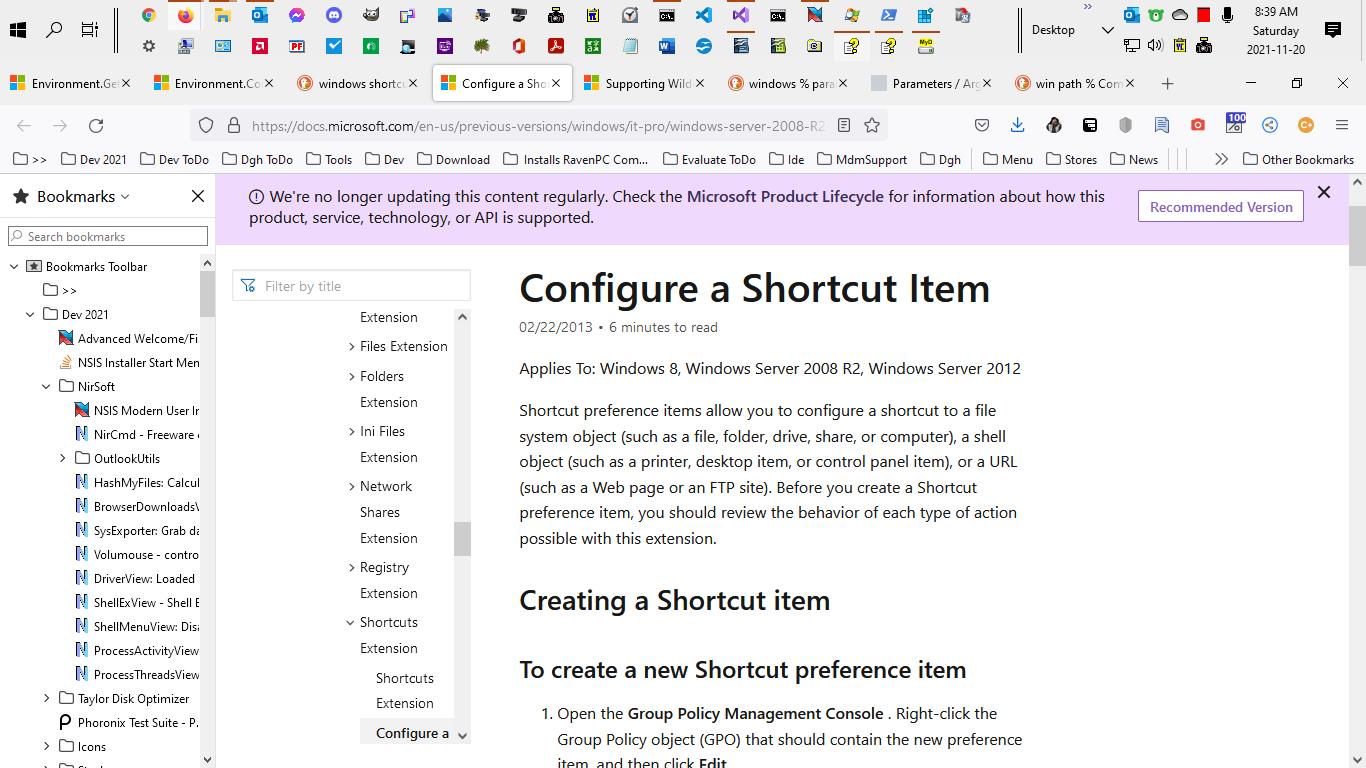 8:39 AM
Desktop
Saturday
2021-11-20
Environment.Get
Environment.Co
windows shortcu
Configure a Sho
Supporting Wild
windows % para
Parameters / Arg
win path % Com
https://docs.microsoft.com/en-us/previous-versions/windows/it-pro/windows-server-2008-R2
100
>>
Dev 2021
Dev ToDo
Dgh ToDo
Tools
Dev
Download
Installs RavenPC Com...
Evaluate ToDo
Ide
MdmSupport
Dgh
Menu
Stores
News
Other Bookmarks
Bookmarks
Search bookmarks
Bookmarks Toolbar
>>
Dev 2021
Advanced Welcome/Fi
NSIS Installer Start Men
NirSoft
NSIS Modern User In
NirCmd - Freeware
OutlookUtils
HashMyFiles: Calcul
BrowserDownloadsV
SysExporter: Grab da
Volumouse - contro
DriverView: Loaded
ShellExView - Shell E
ShellMenuView: Disa
ProcessActivityView
ProcessThreadsView
Taylor Disk Optimizer
Phoronix Test Suite - P.
Icons
We're no longer updating this content regularly. Check the Microsoft Product Lifecycle for information about how this
product, service, technology, or API is supported.
Recommended Version
Filter by title
Extension
Files Extension
Folders
Extension
Ini Files
Extension
Network
Shares
Extension
Registry
Extension
Shortcuts
Extension
Shortcuts
Extension
Configure a
Configure a Shortcut Item
02/22/2013 • 6 minutes to read
Applies To: Windows 8, Windows Server 2008 R2, Windows Server 2012
Shortcut preference items allow you to configure a shortcut to a file
system object (such as a file, folder, drive, share, or computer), a shell
object (such as a printer, desktop item, or control panel item), or a URL
(such as a Web page or an FTP site). Before you create a Shortcut
preference item, you should review the behavior of each type of action
possible with this extension.
Creating a Shortcut item
To create a new Shortcut preference item
1. Open the Group Policy Management Console . Right-click the
Group Policy object (GPO) that should contain the new preference
item, and then click Edit